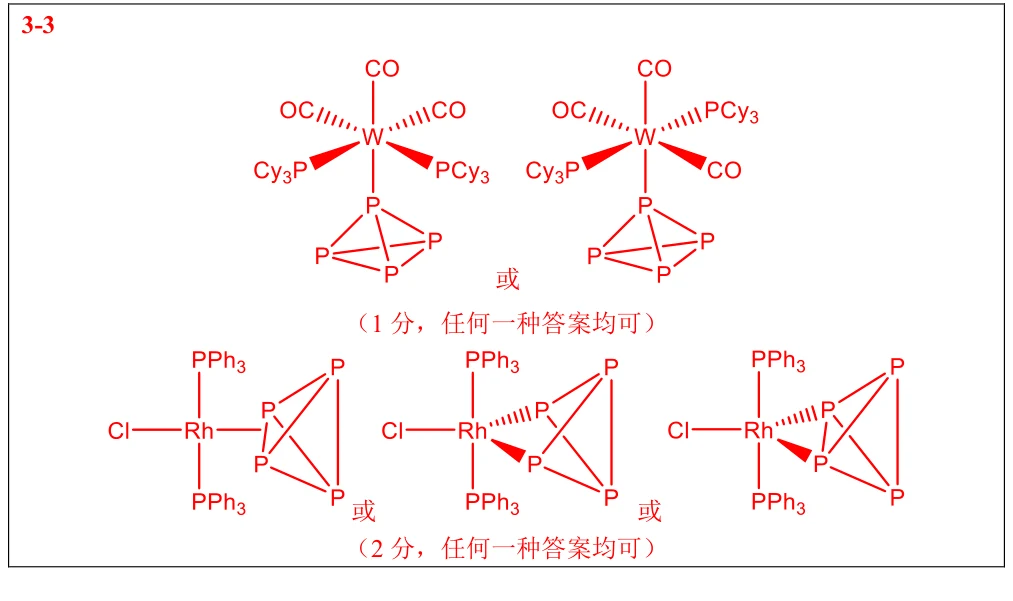 3-3
CO CO
OC CO OC PCy₃
W W
Cy₃P PCy₃ Cy₃P CO
P P
P P P P
P P
或
（1 分，任何一种答案均可）
PPh₃ P PPh₃ P PPh₃ P
P P P
Cl Rh Cl Rh Cl Rh
P P P
PPh₃ P PPh₃ P PPh₃ P
或 或
（2 分，任何一种答案均可）